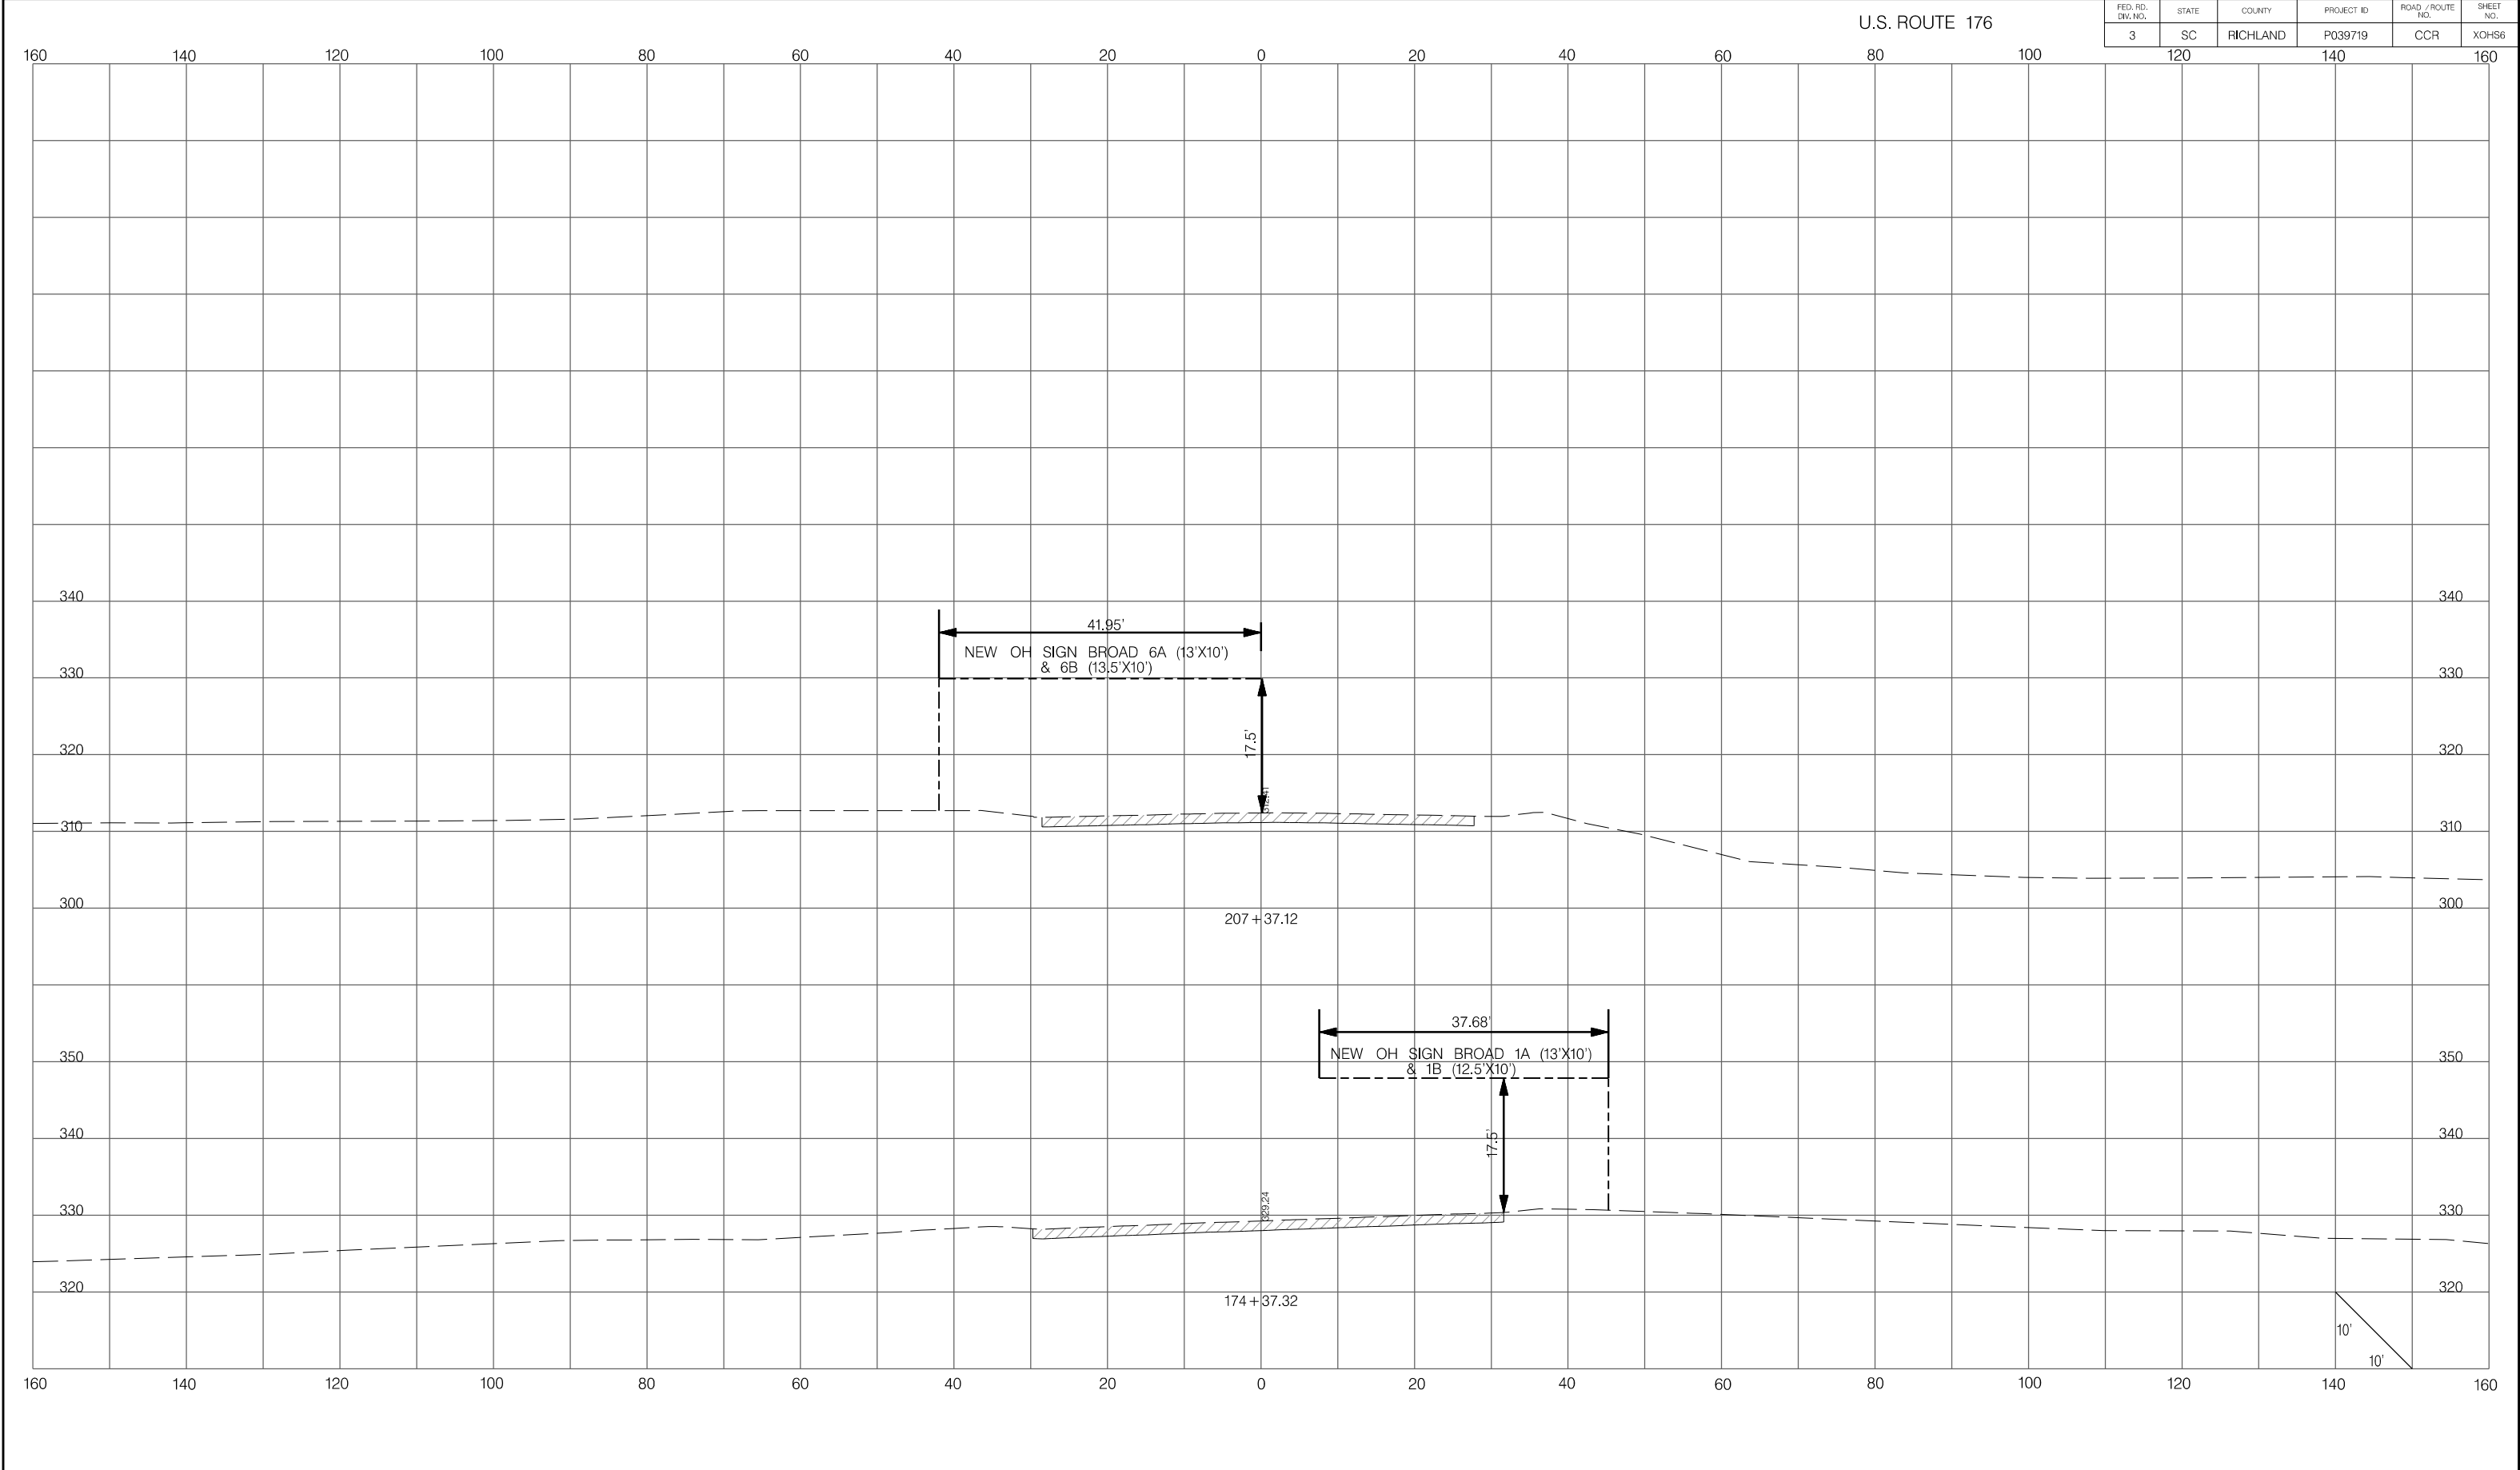 U.S. ROUTE 176
FED. RD. DIV. NO. STATE COUNTY PROJECT ID ROAD / ROUTE NO. SHEET NO.
3 SC RICHLAND P039719 CCR XOHS6
160 140 120 100 80 60 40 20 0 20 40 60 80 100 120 140 160
340 340
41.95'
NEW OH SIGN BROAD 6A (13'X10')
& 6B (13.5'X10')
330 330
17.5'
320 320
312.41
310 310
300 300
207+37.12
37.68'
NEW OH SIGN BROAD 1A (13'X10')
& 1B (12.5'X10')
350 350
17.5'
340 340
329.24
330 330
320 320
174+37.32
10'
10'
160 140 120 100 80 60 40 20 0 20 40 60 80 100 120 140 160